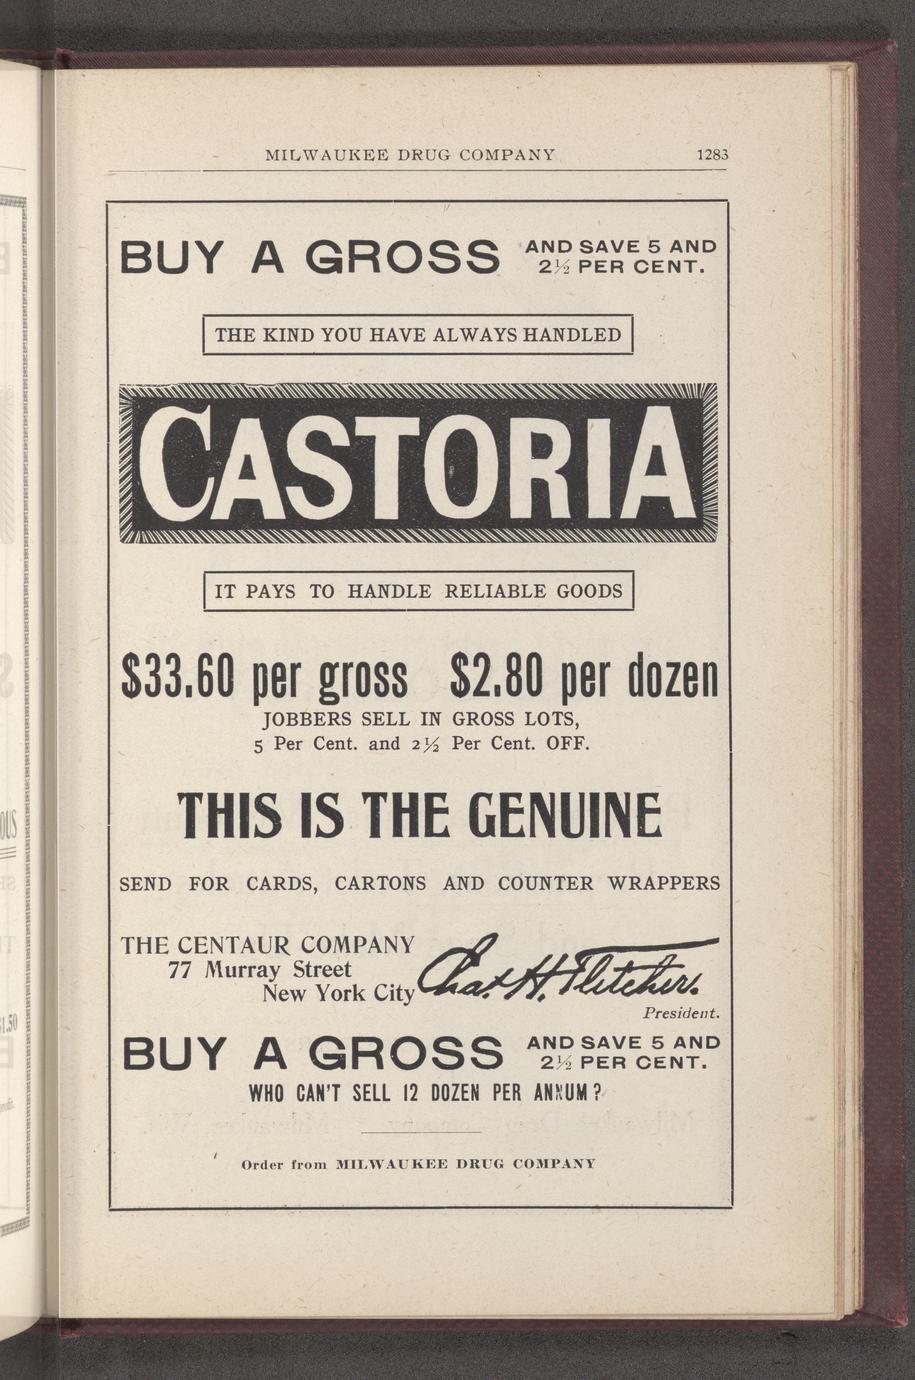 MILWAUKEE DRUG COMPANY 1283
BUY A GROSS AND SAVE 5 AND
2½ PER CENT.
THE KIND YOU HAVE ALWAYS HANDLED
CASTORIA
IT PAYS TO HANDLE RELIABLE GOODS
$33.60 per gross $2.80 per dozen
JOBBERS SELL IN GROSS LOTS,
5 Per Cent. and 2½ Per Cent. OFF.
THIS IS THE GENUINE
SEND FOR CARDS, CARTONS AND COUNTER WRAPPERS
THE CENTAUR COMPANY
77 Murray Street
New York City
Chas. H. Fletcher.
President.
BUY A GROSS AND SAVE 5 AND
2½ PER CENT.
WHO CAN'T SELL 12 DOZEN PER ANNUM?
Order from MILWAUKEE DRUG COMPANY